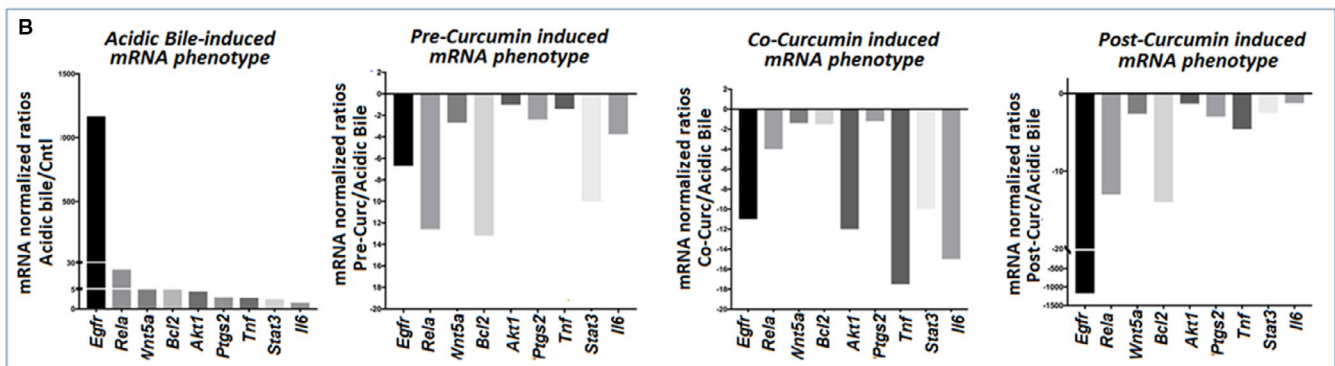 B
Acidic Bile-induced
mRNA phenotype
mRNA normalized ratios
Acidic bile/Cntl
1500
1000
500
30
5
0
Egfr
Rela
Wnt5a
Bcl2
Akt1
Ptgs2
Tnf
Stat3
Il6
Pre-Curcumin induced
mRNA phenotype
mRNA normalized ratios
Pre-Curc/Acidic Bile
2
0
-2
-4
-6
-8
10
12
14
16
18
-20
Egfr
Rela
Wnt5a
Bcl2
Akt1
'Ptgs2
Tnf
Stat3
Il6
Co-Curcumin induced
mRNA phenotype
mRNA normalized ratios
Co-Curc/Acidic Bile
2
0
-2
-4
-6
-8
-10
-12
-14
-16
-18
-20
Egfr
Rela
Wnt5a
Bcl2
Akt1
'Ptgs2
Tnf
Stat3
Il6
Post-Curcumin induced
mRNA phenotype
mRNA normalized ratios
Post-Curc/Acidic Bile
0
-10
-20
-500
-1000
-1500
Egfr
Rela
Wnt5a
Bcl2
Akt1
'Ptgs2
Tnf
Stat3
Il6